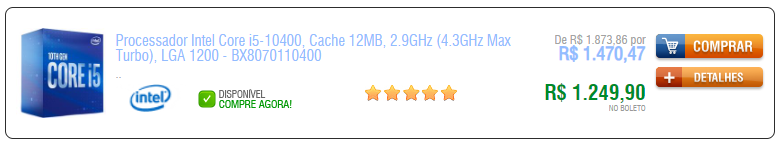 Processador Intel Core i5-10400, Cache 12MB, 2.9GHz (4.3GHz Max
Turbo), LGA 1200 - BX8070110400
..
De R$ 1.873,86 por
R$ 1.470,47
COMPRAR
DETALHES
10TH GEN
intel
CORE i5
intel
DISPONÍVEL
COMPRE AGORA!
R$ 1.249,90
NO BOLETO